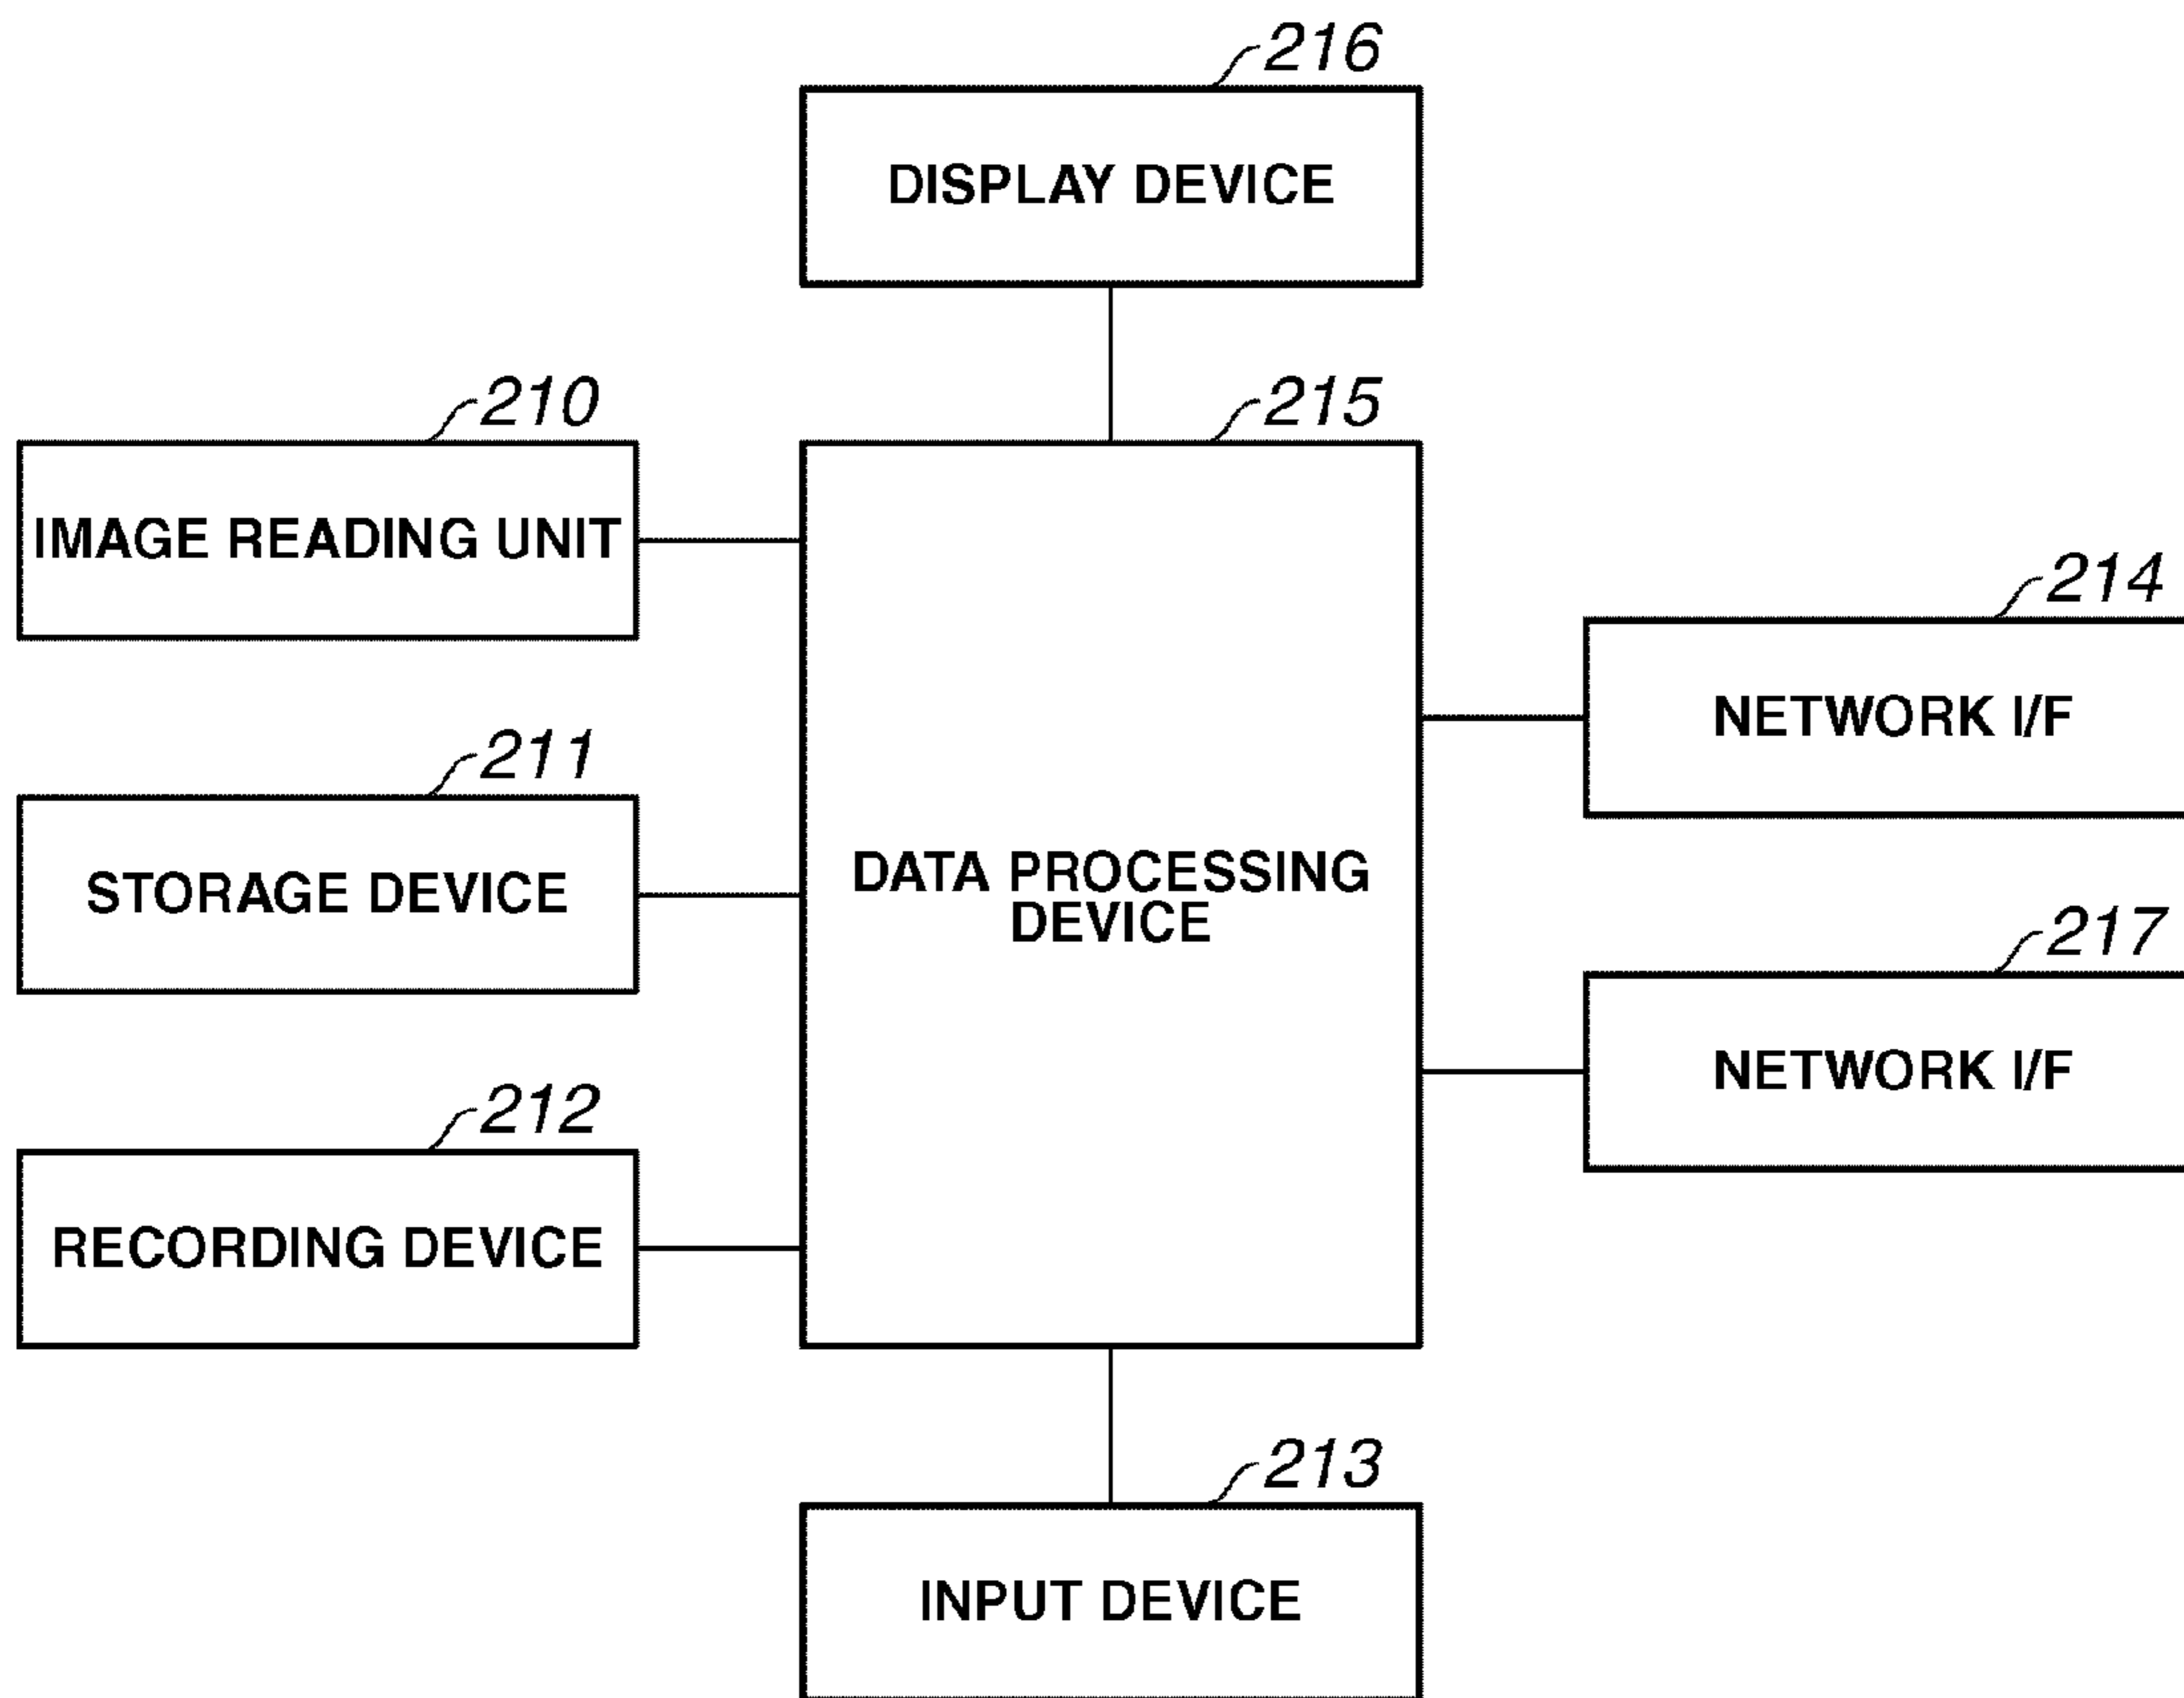 216
DISPLAY DEVICE
210
215
IMAGE READING UNIT
214
NETWORK I/F
211
STORAGE DEVICE
DATA PROCESSING
DEVICE
217
NETWORK I/F
212
RECORDING DEVICE
213
INPUT DEVICE